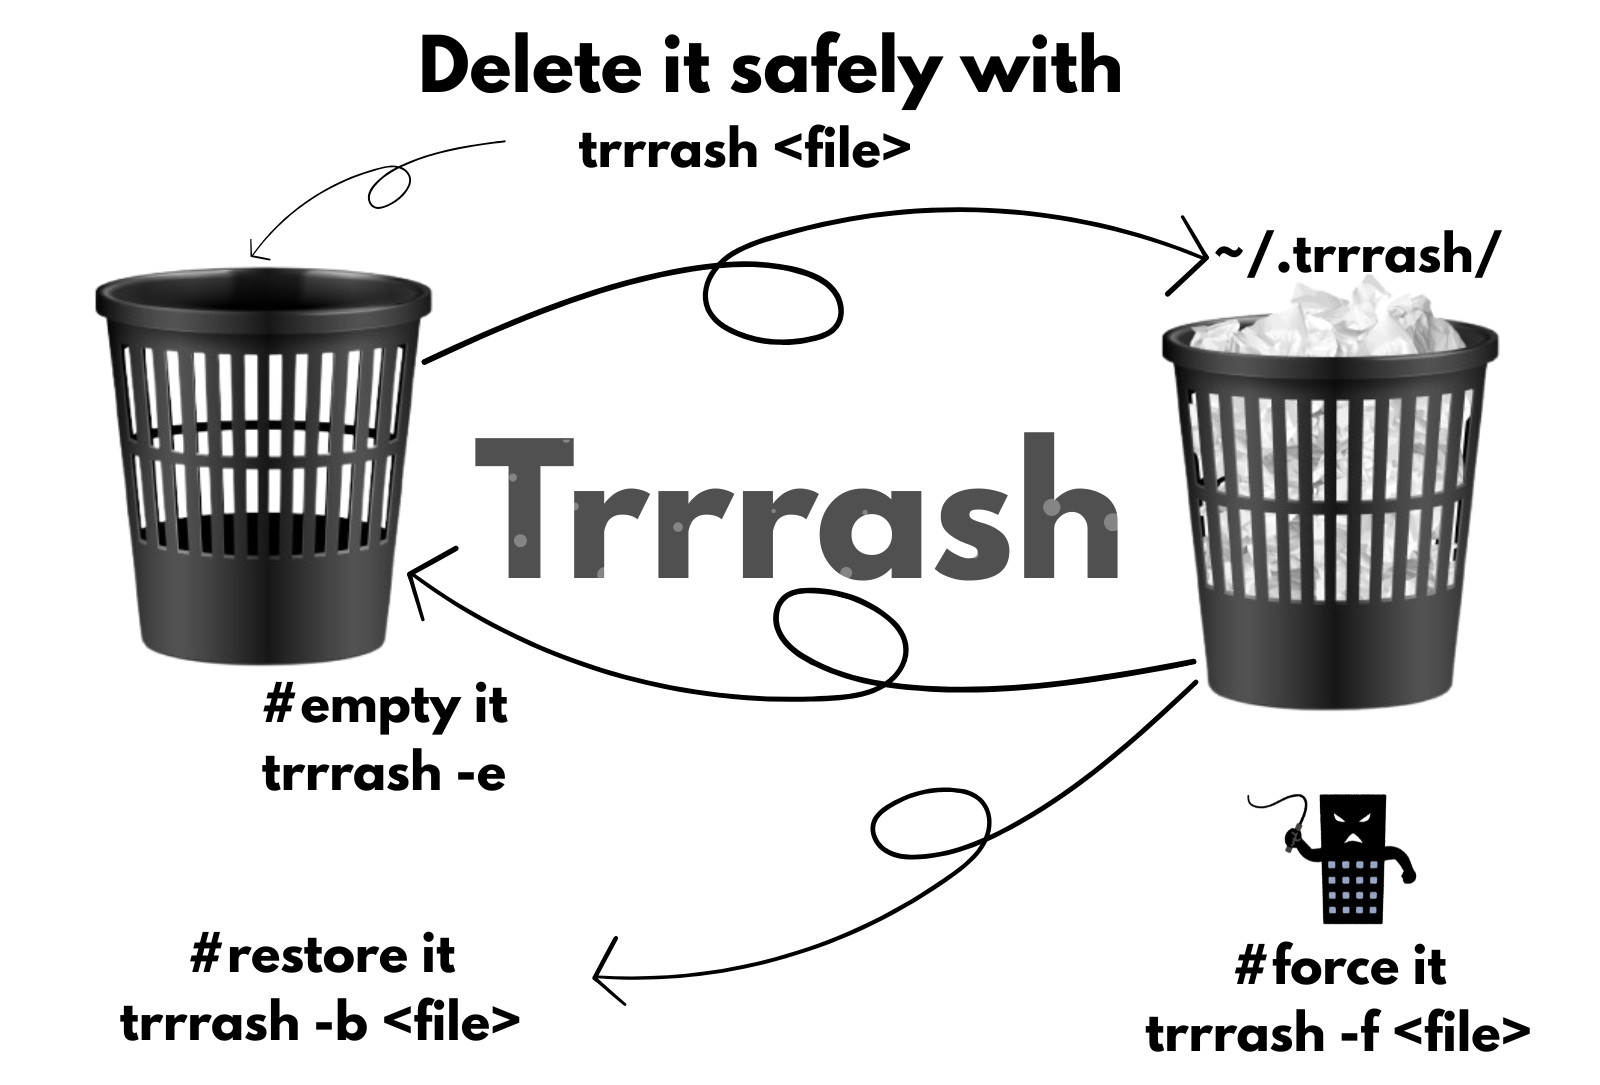 Delete it safely with
trrrash <file>
~/.trrrash/
Trrrash
#empty it
trrrash -e
#restore it
trrrash -b <file>
#force it
trrrash -f <file>